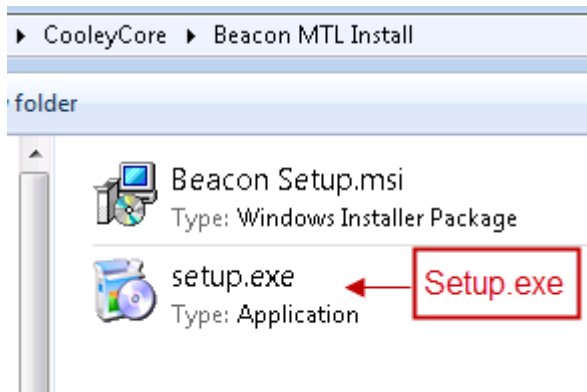 CooleyCore ▸ Beacon MTL Install
folder
Beacon Setup.msi
Type: Windows Installer Package
setup.exe
Type: Application
Setup.exe